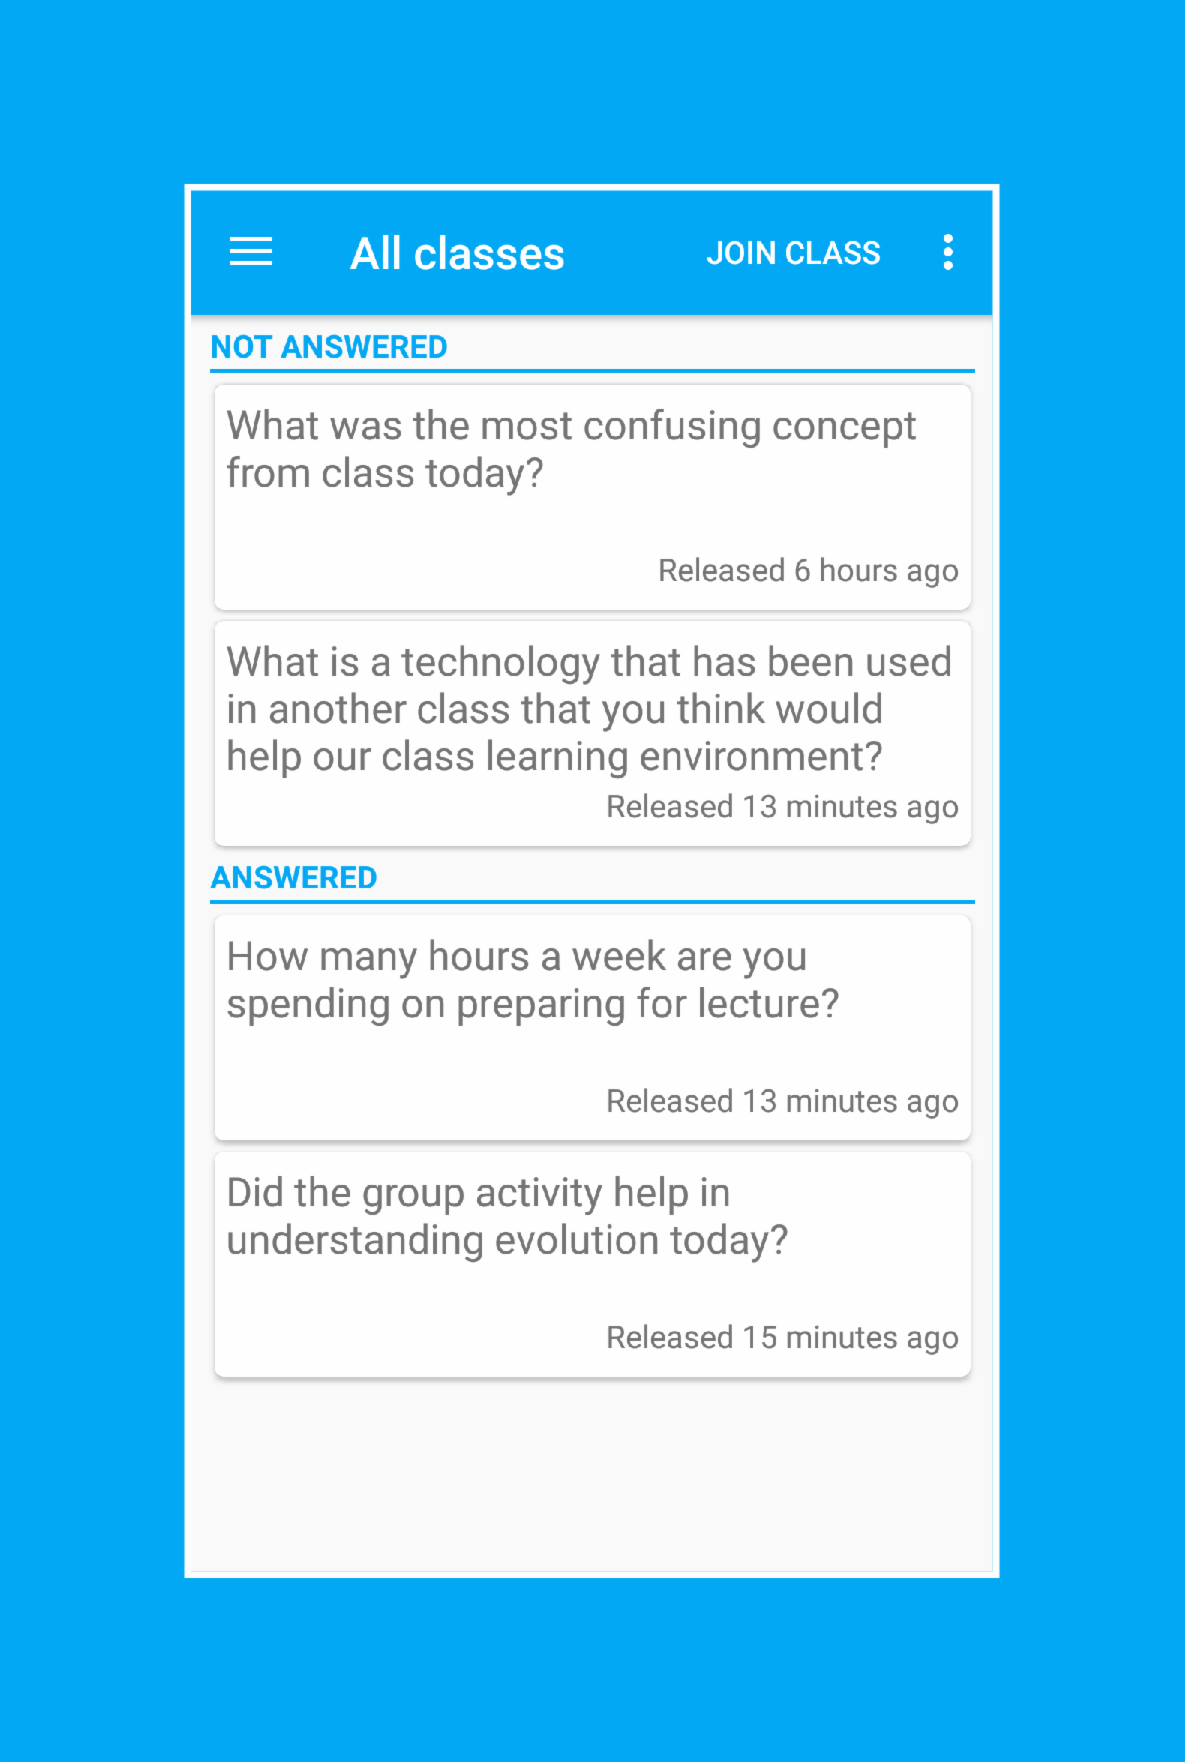 All classes JOIN CLASS
NOT ANSWERED
What was the most confusing concept
from class today?
Released 6 hours ago
What is a technology that has been used
in another class that you think would
help our class learning environment?
Released 13 minutes ago
ANSWERED
How many hours a week are you
spending on preparing for lecture?
Released 13 minutes ago
Did the group activity help in
understanding evolution today?
Released 15 minutes ago